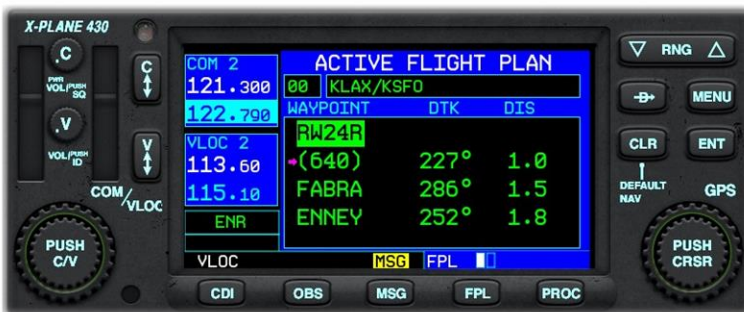 X-PLANE 430
C
PWR
VOL/PUSH
SQ
V
VOL/PUSH
ID
COM/VLOC
PUSH
C/V
C
V
COM 2
121.300
122.790
VLOC 2
113.60
115.10
ENR
ACTIVE FLIGHT PLAN
00 KLAX/KSFO
WAYPOINT DTK DIS
RW24R
(640) 227° 1.0
FABRA 286° 1.5
ENNEY 252° 1.8
VLOC MSG FPL
CDI OBS MSG FPL PROC
RNG
D MENU
CLR ENT
DEFAULT
NAV
GPS
PUSH
CRSR